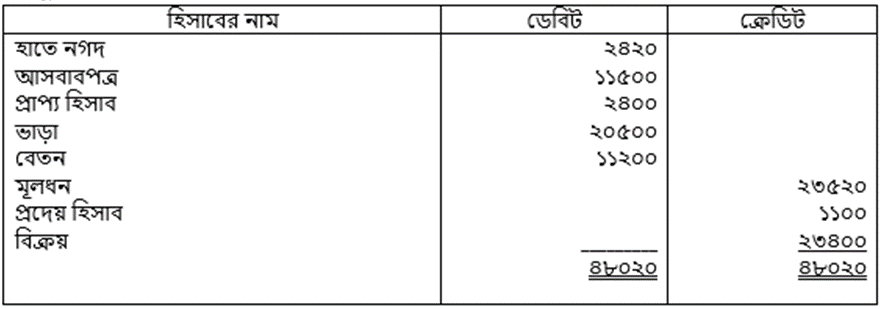 হিসাবের নাম ডেবিট ক্রেডিট
হাতে নগদ ২৪২০
আসবাবপত্র ১১৫০০
প্রাপ্য হিসাব ২৪০০
ভাড়া ২০৫০০
বেতন ১১২০০
মূলধন ২৩৫২০
প্রদেয় হিসাব ১১০০
বিক্রয় ২৩৪০০
৪৮০২০ ৪৮০২০